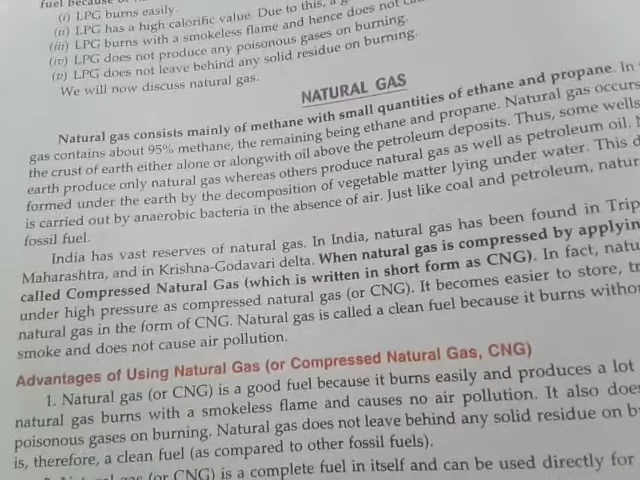 fuel because
(i) LPG burns easily.
(ii) LPG has a high calorific value. Due to this, a g
(iii) LPG burns with a smokeless flame and hence does not
(iv) LPG does not produce any poisonous gases on burning.
(v) LPG does not leave behind any solid residue on burning.
We will now discuss natural gas.
NATURAL GAS
Natural gas consists mainly of methane with small quantities of ethane and propane. In
gas contains about 95% methane, the remaining being ethane and propane. Natural gas occurs
the crust of earth either alone or alongwith oil above the petroleum deposits. Thus, some wells
earth produce only natural gas whereas others produce natural gas as well as petroleum oil.
formed under the earth by the decomposition of vegetable matter lying under water. This d
is carried out by anaerobic bacteria in the absence of air. Just like coal and petroleum, natur
fossil fuel.
India has vast reserves of natural gas. In India, natural gas has been found in Trip
Maharashtra, and in Krishna-Godavari delta. When natural gas is compressed by applyin
called Compressed Natural Gas (which is written in short form as CNG). In fact, natu
under high pressure as compressed natural gas (or CNG). It becomes easier to store, tr
natural gas in the form of CNG. Natural gas is called a clean fuel because it burns withou
smoke and does not cause air pollution.
Advantages of Using Natural Gas (or Compressed Natural Gas, CNG)
1. Natural gas (or CNG) is a good fuel because it burns easily and produces a lot
natural gas burns with a smokeless flame and causes no air pollution. It also doe
poisonous gases on burning. Natural gas does not leave behind any solid residue on b
is, therefore, a clean fuel (as compared to other fossil fuels).
gas (or CNG) is a complete fuel in itself and can be used directly for